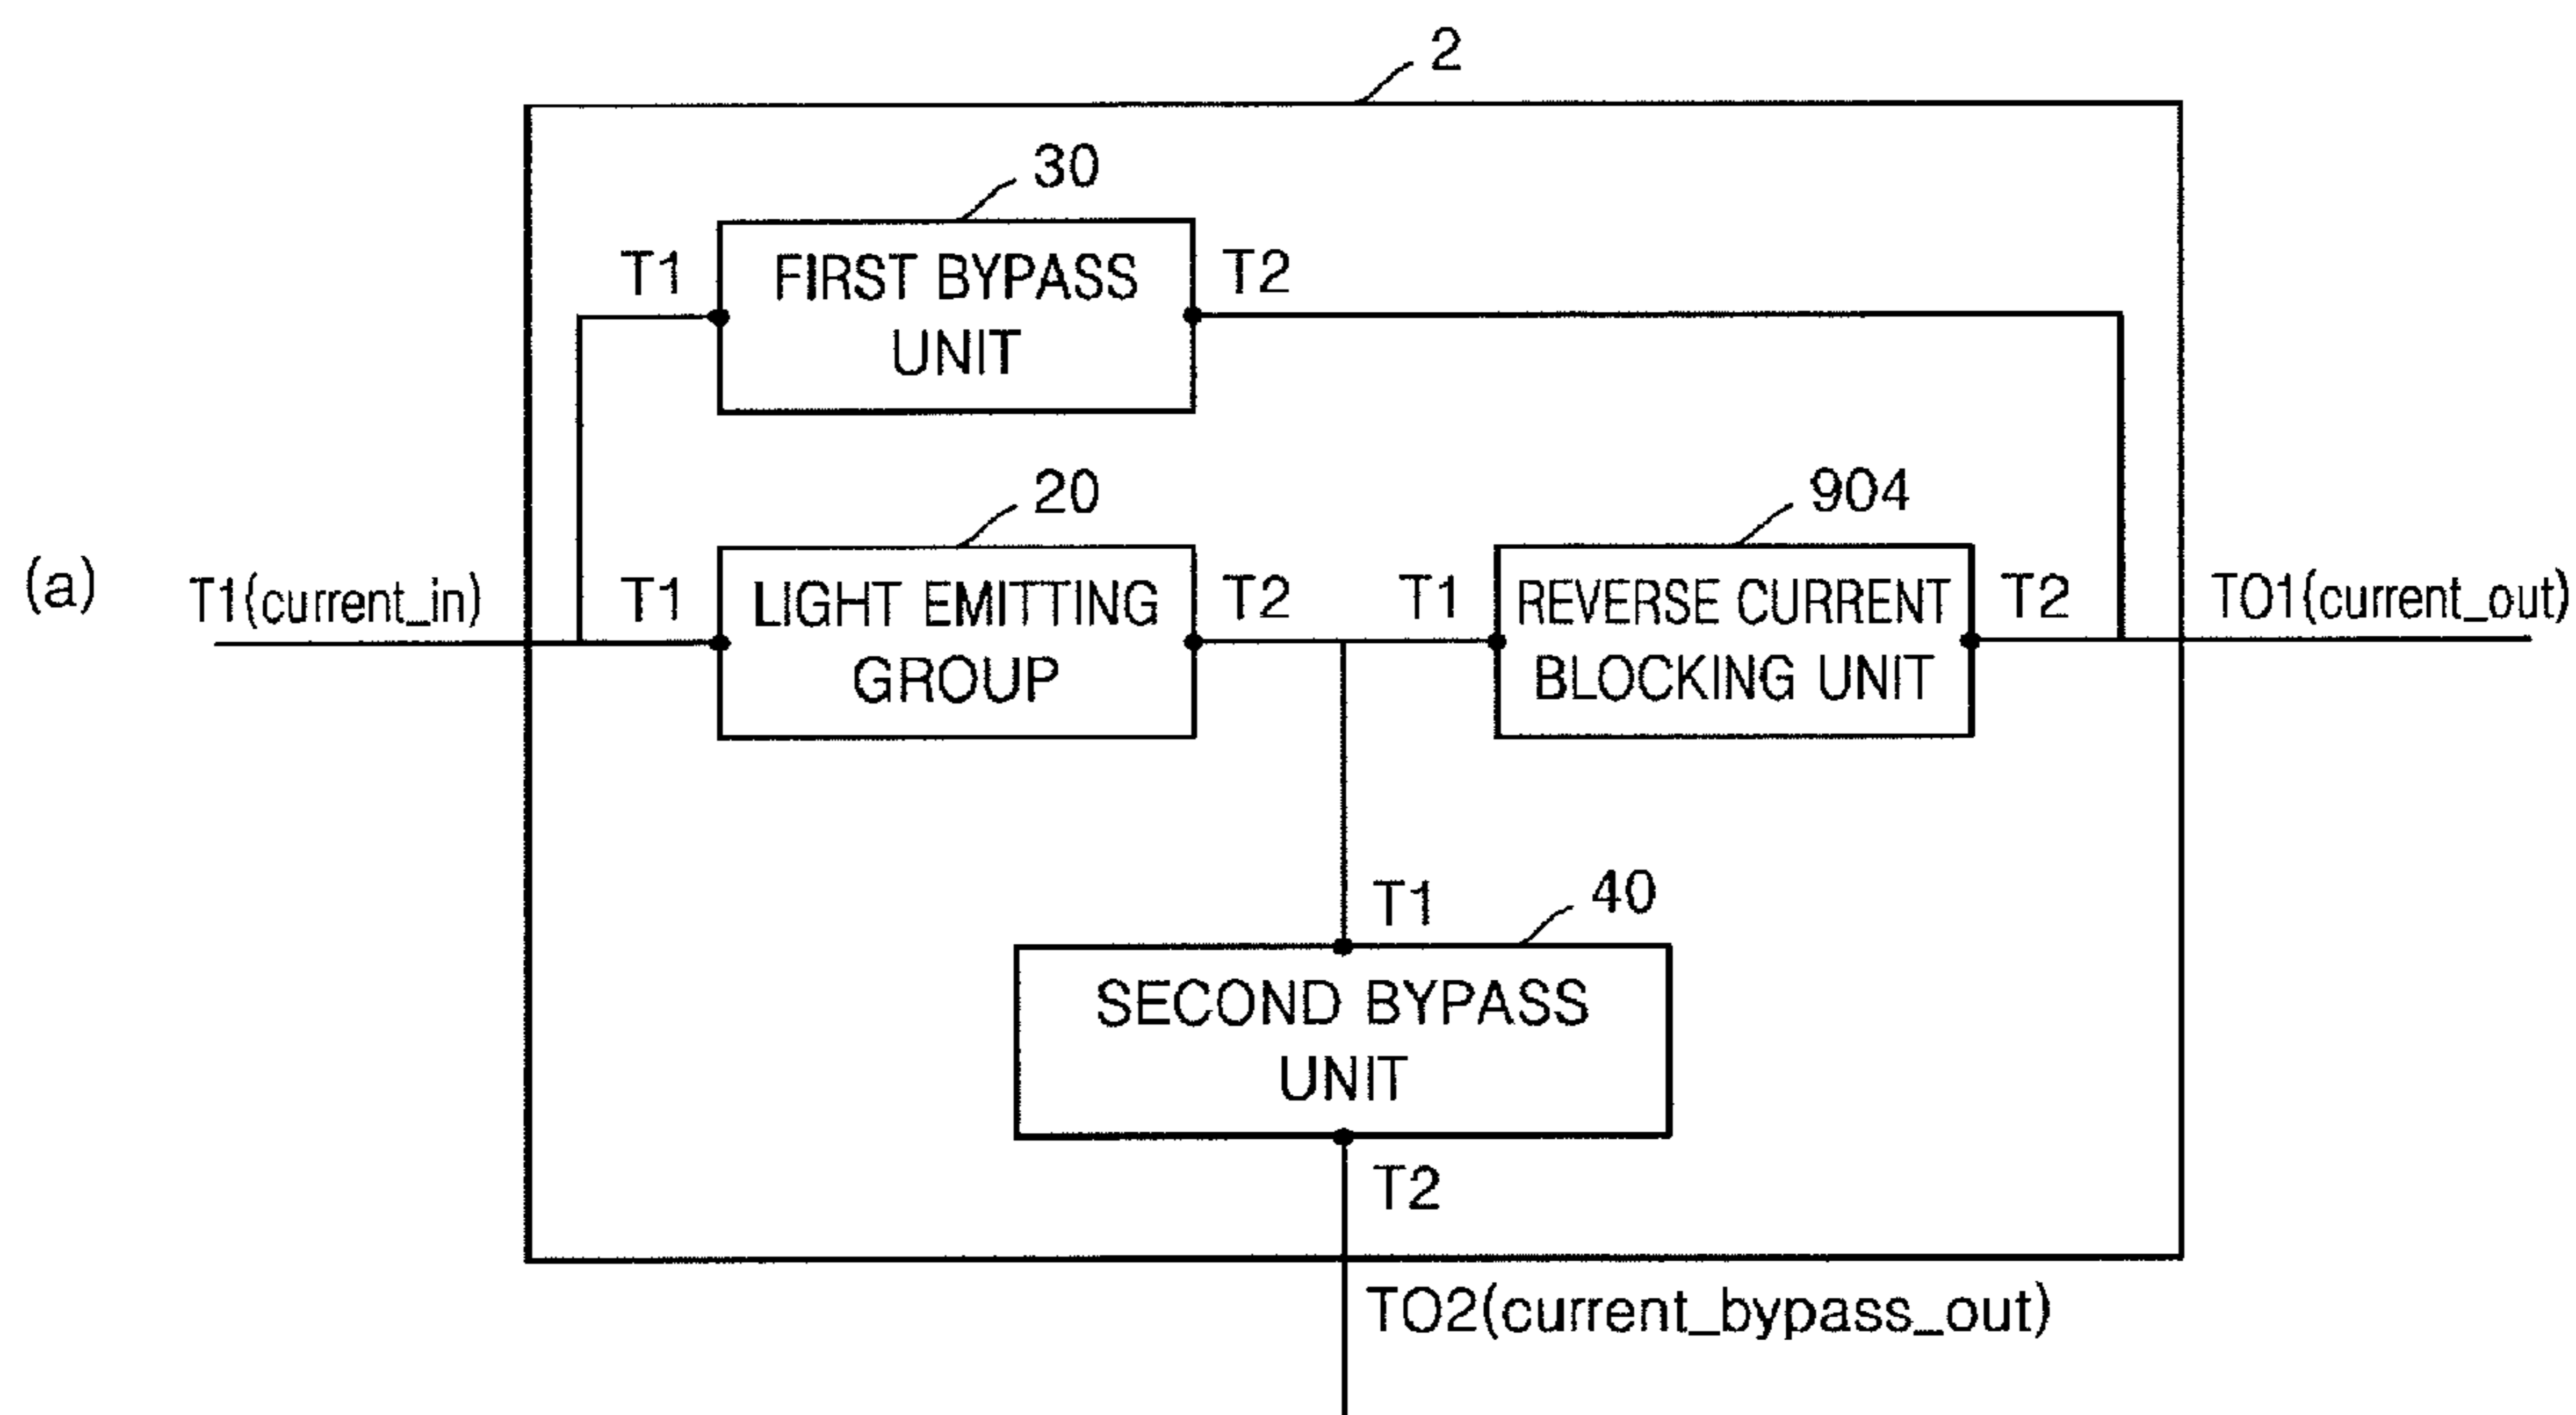 2
30
T1
FIRST BYPASS
UNIT
T2
20
904
(a)
T1(current_in)
T1
LIGHT EMITTING
GROUP
T2
T1
REVERSE CURRENT
BLOCKING UNIT
T2
TO1(current_out)
40
T1
SECOND BYPASS
UNIT
T2
TO2(current_bypass_out)